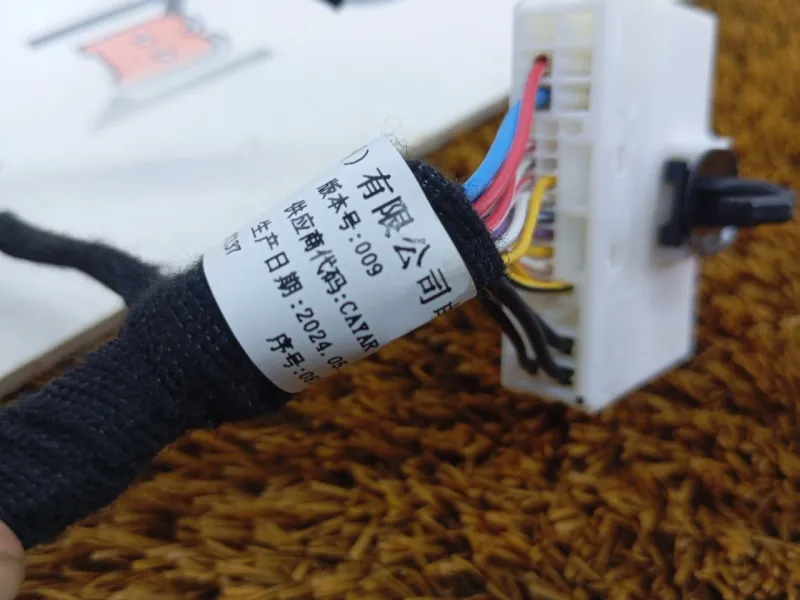 ) 有限公司
版本号:009
供应商代码:CAYAR
生产日期:2024.05
序号:0